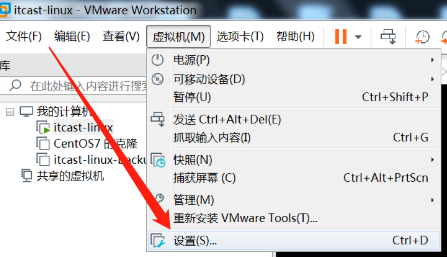 itcast-linux - VMware Workstation
文件(F) 编辑(E) 查看(V) 虚拟机(M) 选项卡(T) 帮助(H)
库
在此处键入内容进行搜
我的计算机
itcast-linux
CentOS7 的克隆
itcast-linux-backu
共享的虚拟机
电源(P)
可移动设备(D)
暂停(U) Ctrl+Shift+P
发送 Ctrl+Alt+Del(E)
抓取输入内容(I) Ctrl+G
快照(N)
捕获屏幕 (C) Ctrl+Alt+PrtScn
管理(M)
重新安装 VMware Tools(T)...
设置(S)... Ctrl+D